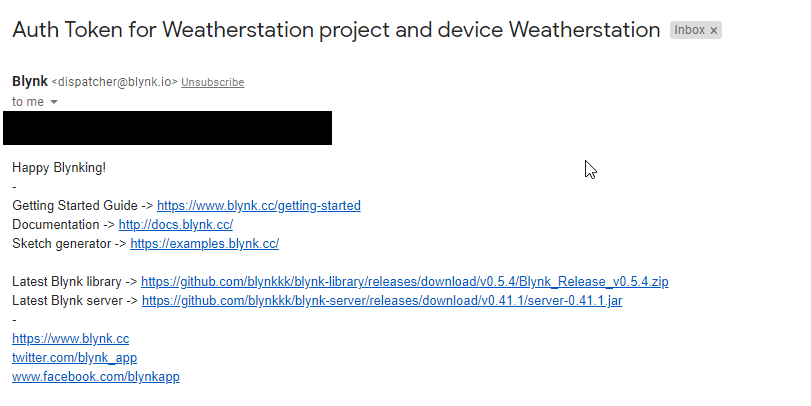 Auth Token for Weatherstation project and device Weatherstation Inbox ×
Blynk <dispatcher@blynk.io> Unsubscribe
to me
Happy Blynking!
-
Getting Started Guide -> https://www.blynk.cc/getting-started
Documentation -> http://docs.blynk.cc/
Sketch generator -> https://examples.blynk.cc/
Latest Blynk library -> https://github.com/blynkkk/blynk-library/releases/download/v0.5.4/Blynk_Release_v0.5.4.zip
Latest Blynk server -> https://github.com/blynkkk/blynk-server/releases/download/v0.41.1/server-0.41.1.jar
-
https://www.blynk.cc
twitter.com/blynk_app
www.facebook.com/blynkapp